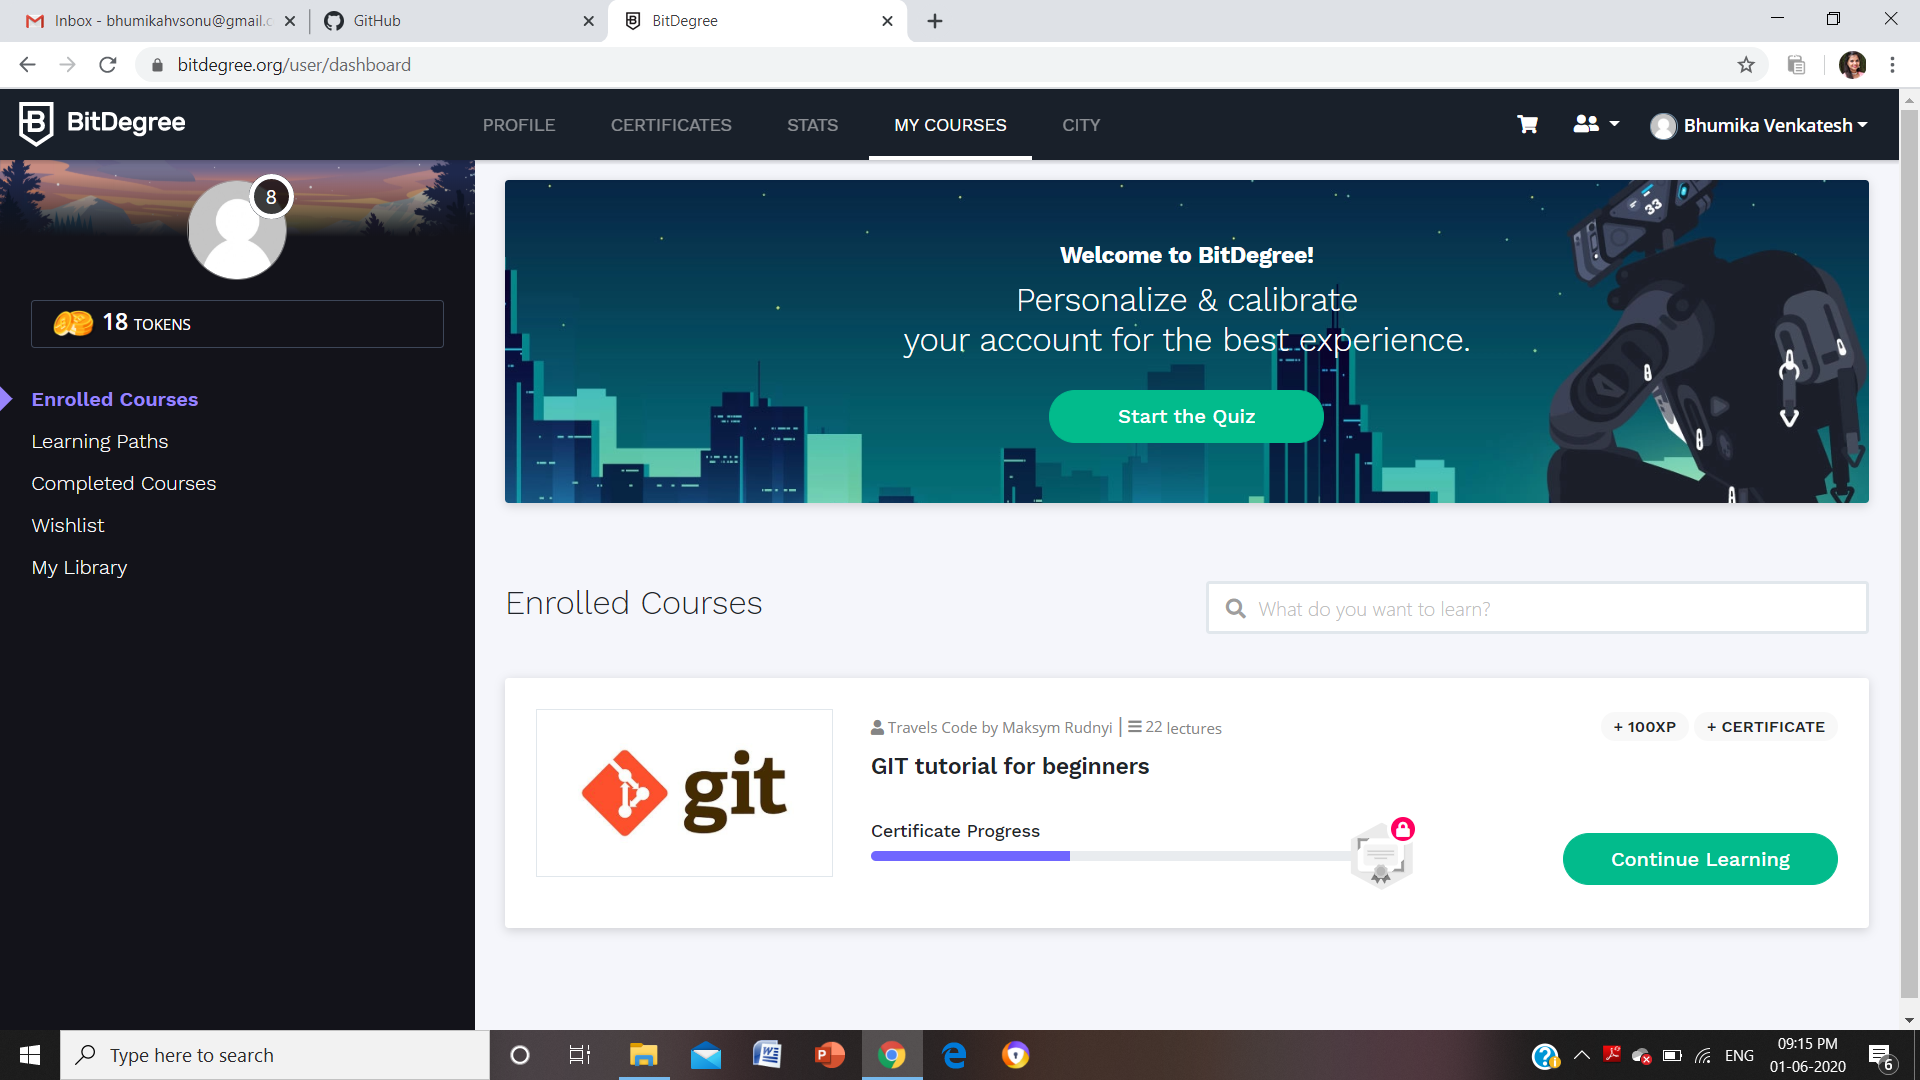 Inbox - bhumikahvsonu@gmail.c
GitHub
BitDegree
bitdegree.org/user/dashboard
BitDegree
PROFILE
CERTIFICATES
STATS
MY COURSES
CITY
Bhumika Venkatesh
8
18 TOKENS
Enrolled Courses
Learning Paths
Completed Courses
Wishlist
My Library
33
Welcome to BitDegree!
Personalize & calibrate
your account for the best experience.
Start the Quiz
Enrolled Courses
What do you want to learn?
git
Travels Code by Maksym Rudnyi | 22 lectures
+ 100XP
+ CERTIFICATE
GIT tutorial for beginners
Certificate Progress
Continue Learning
Type here to search
ENG
09:15 PM
01-06-2020
6